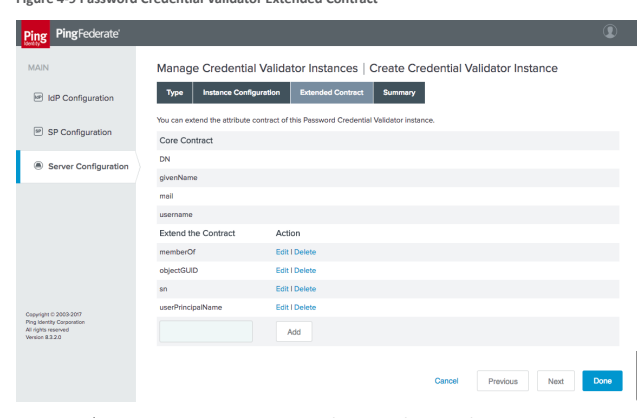 Figure 4-5 Password Credential Validator Extended Contract
Ping
Identity
PingFederate®
MAIN
IdP Configuration
SP Configuration
Server Configuration
Copyright © 2003-2017
Ping Identity Corporation
All rights reserved
Version 8.3.2.0
Manage Credential Validator Instances | Create Credential Validator Instance
Type Instance Configuration Extended Contract Summary
You can extend the attribute contract of this Password Credential Validator instance.
Core Contract
DN
givenName
mail
username
Extend the Contract Action
memberOf Edit | Delete
objectGUID Edit | Delete
sn Edit | Delete
userPrincipalName Edit | Delete
Add
Cancel Previous Next Done